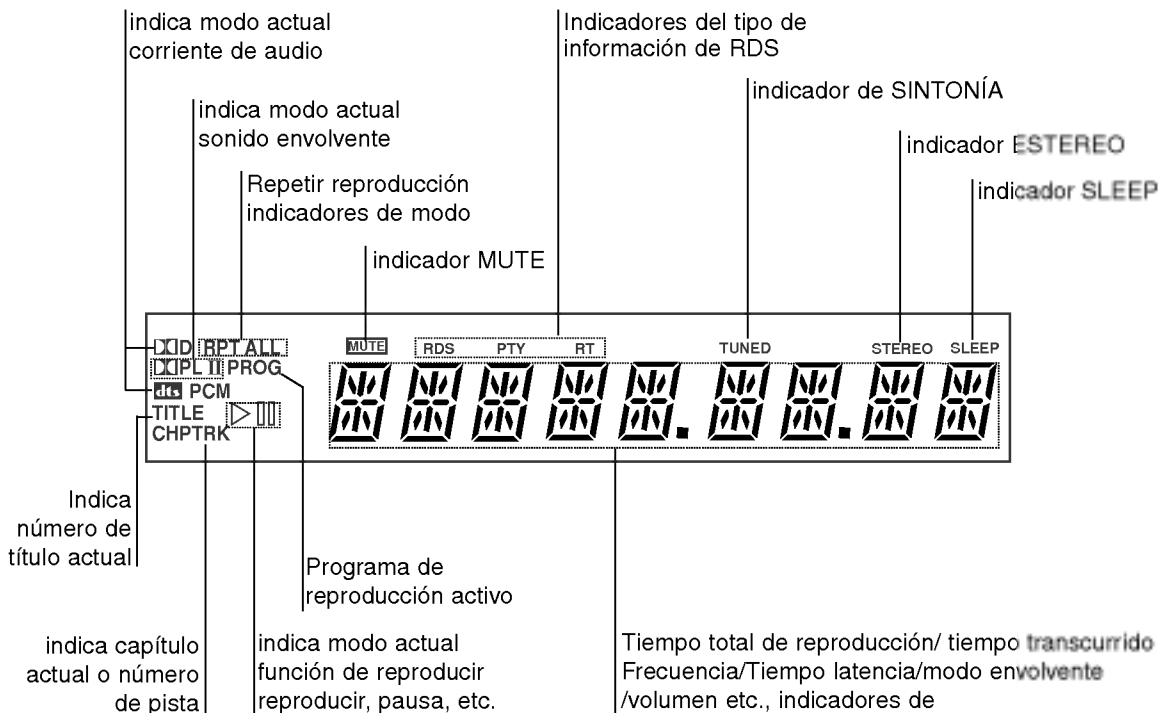 indica modo actual
corriente de audio
Indicadores del tipo de
información de RDS
indica modo actual
sonido envolvente
indicador de SINTONÍA
indicador ESTEREO
Repetir reproducción
indicadores de modo
indicador SLEEP
indicador MUTE
D RPT ALL
MUTE
RDS PTY RT
TUNED
STEREO
SLEEP
PL II PROG
dts PCM
TITLE
CHPTRK
Indica
número de
título actual
Programa de
reproducción activo
indica capítulo
actual o número
de pista
indica modo actual
función de reproducir
reproducir, pausa, etc.
Tiempo total de reproducción/ tiempo transcurrido
Frecuencia/Tiempo latencia/modo envolvente
/volumen etc., indicadores de